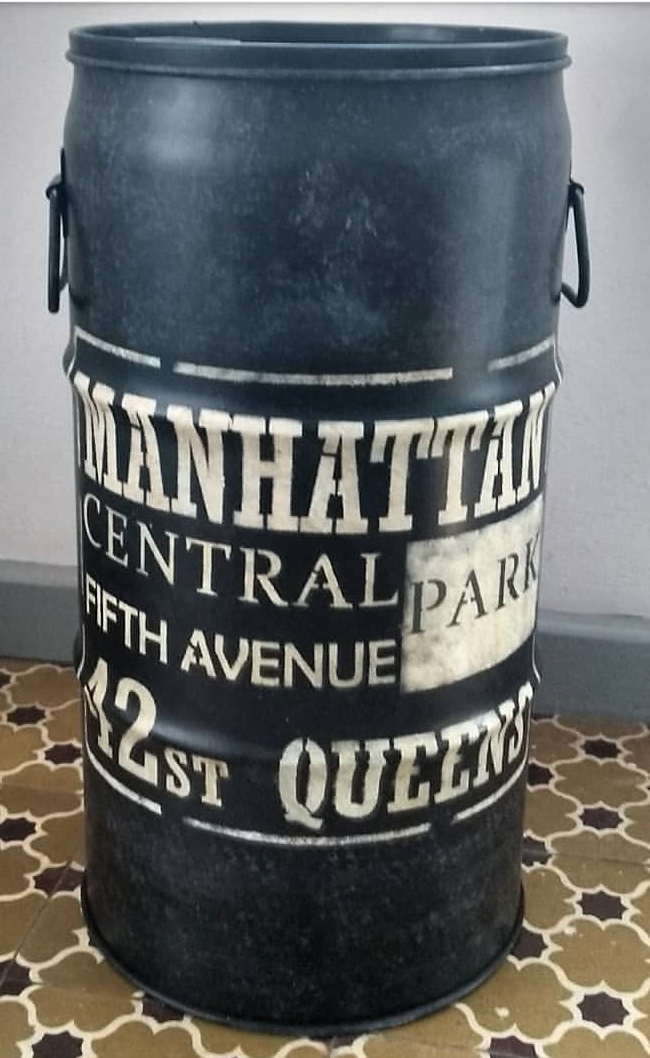 MANHATTAN
CENTRAL PARK
FIFTH AVENUE
42ST QUEENS